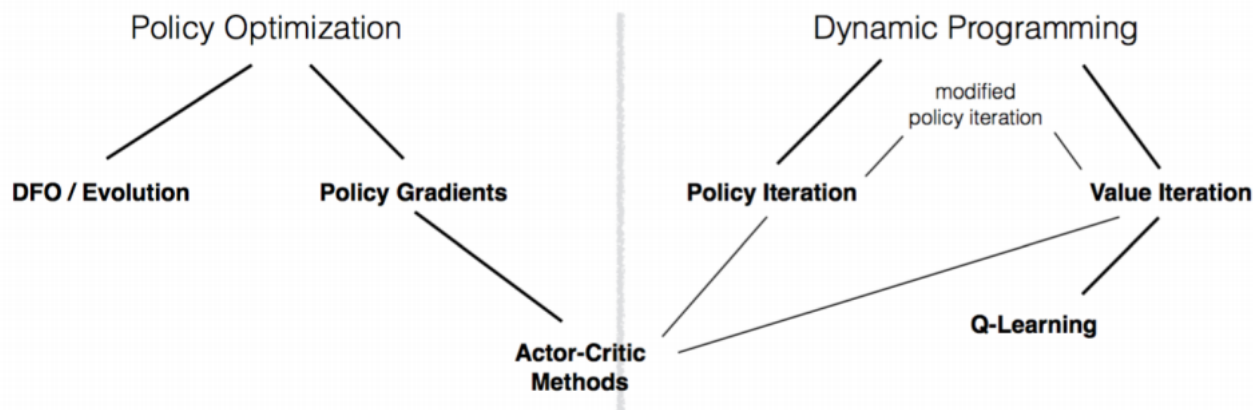 Policy Optimization
Dynamic Programming
modified
policy iteration
DFO / Evolution
Policy Gradients
Policy Iteration
Value Iteration
Q-Learning
Actor-Critic
Methods